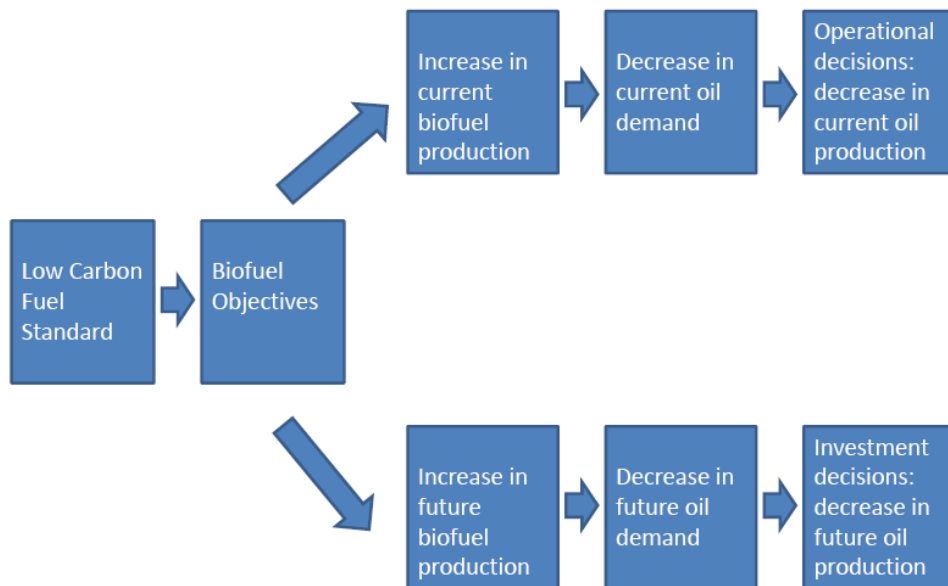 Increase in
current
biofuel
production
Decrease in
current oil
demand
Operational
decisions:
decrease in
current oil
production
Low Carbon
Fuel
Standard
Biofuel
Objectives
Increase in
future
biofuel
production
Decrease in
future oil
demand
Investment
decisions:
decrease in
future oil
production